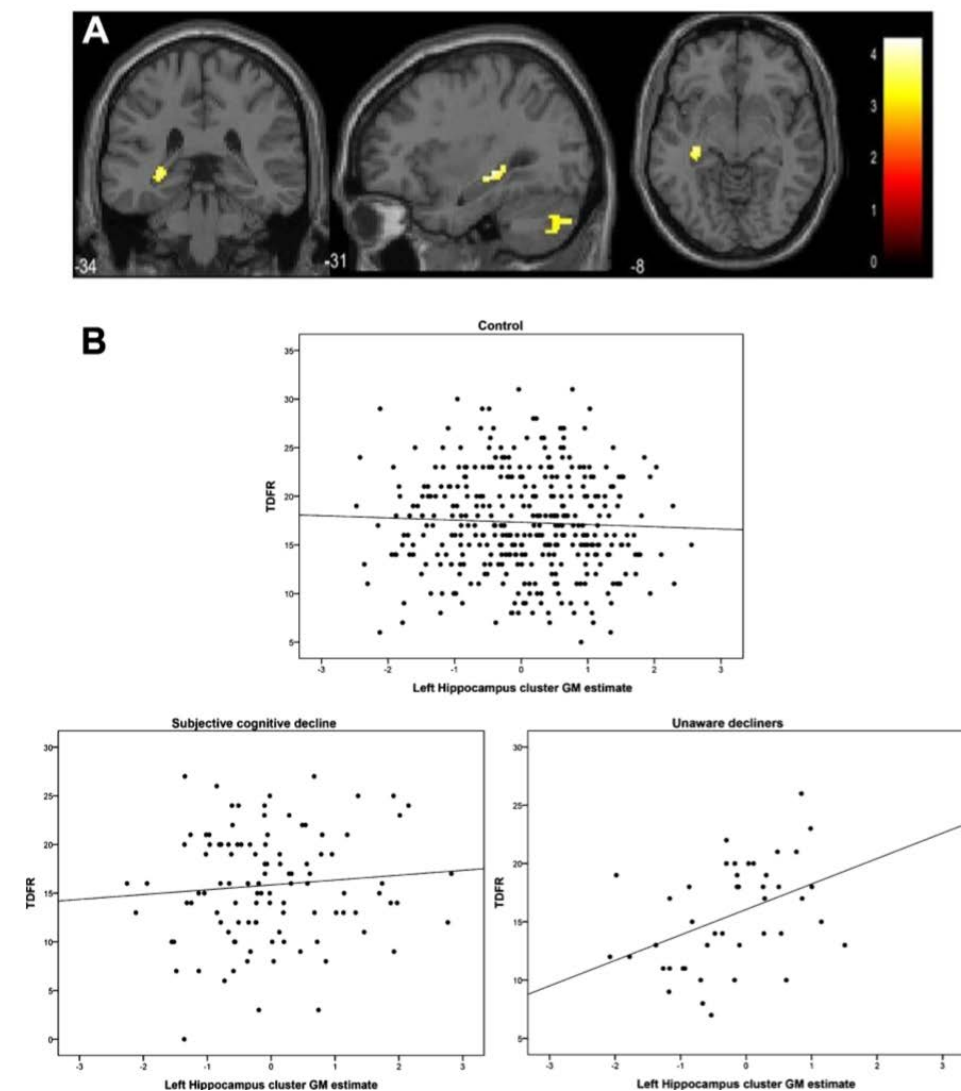 A
4
3
2
1
0
-34
-31
-8
B
Control
35
30
25
20
15
10
5
TDFR
-3 -2 -1 0 1 2 3
Left Hippocampus cluster GM estimate
Subjective cognitive decline
30
25
20
15
10
5
0
TDFR
-3 -2 -1 0 1 2 3
Left Hippocampus cluster GM estimate
Unaware decliners
30
25
20
15
10
5
TDFR
-3 -2 -1 0 1 2 3
Left Hippocampus cluster GM estimate